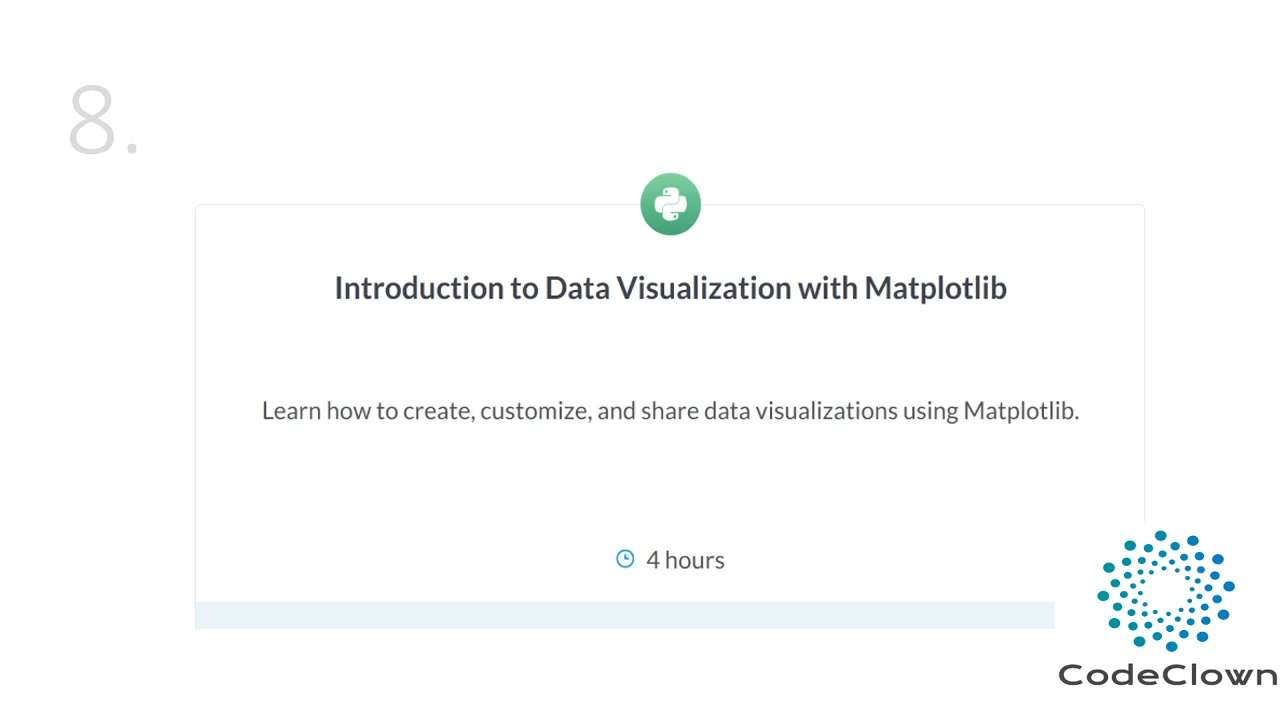 8.
Introduction to Data Visualization with Matplotlib
Learn how to create, customize, and share data visualizations using Matplotlib.
4 hours
CodeClown